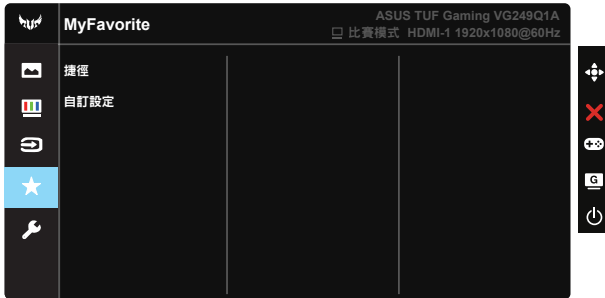 MyFavorite
ASUS TUF Gaming VG249Q1A
比賽模式 HDMI-1 1920x1080@60Hz
捷徑
自訂設定
G